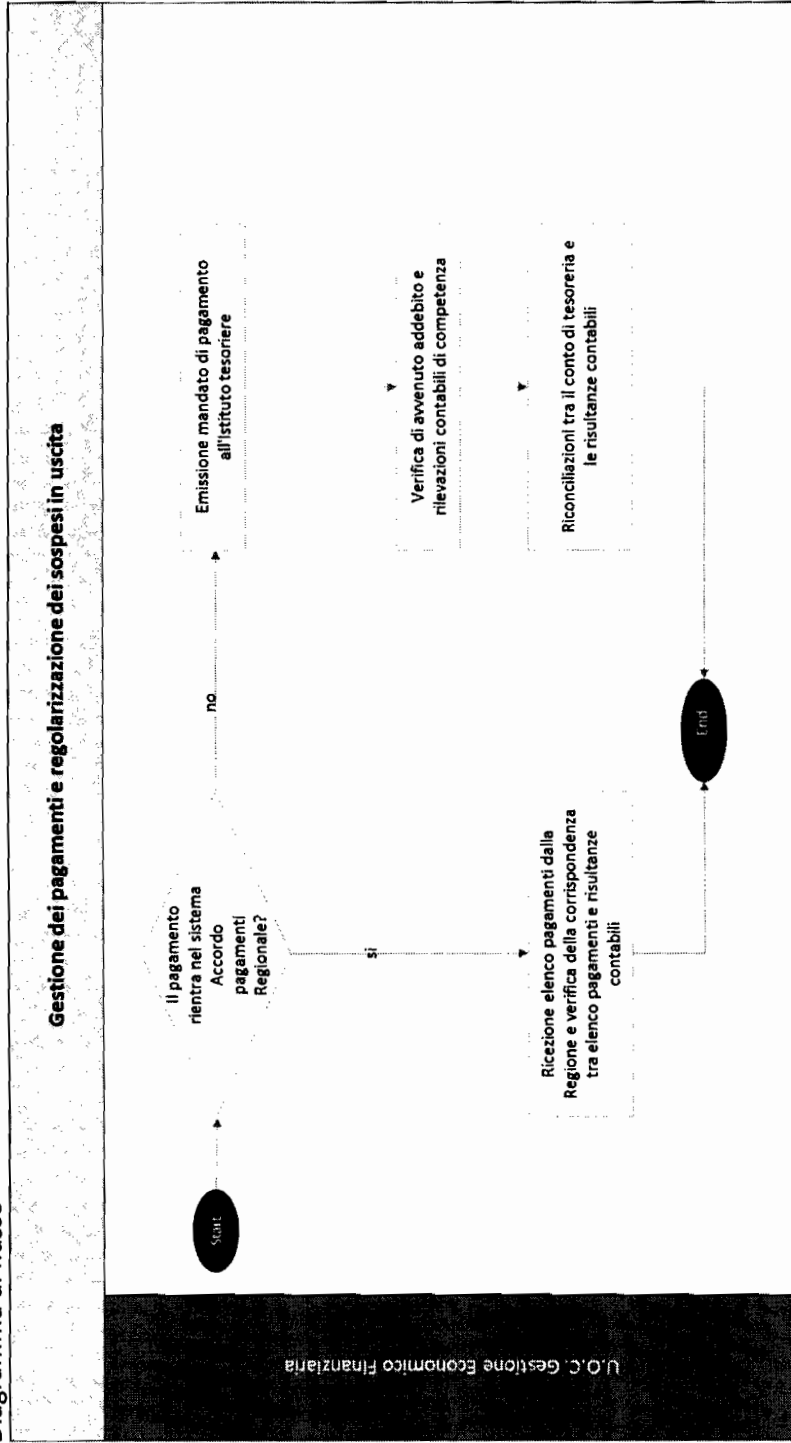 Diagramma di flusso
Gestione dei pagamenti e regolarizzazione dei sospesi in uscita
U.O.C. Gestione Economico Finanziaria
Start
Il pagamento
rientra nel sistema
Accordo
pagamenti
Regionale?
no
Emissione mandato di pagamento
all'Istituto tesoriere
Verifica di avvenuto addebito e
rilevazioni contabili di competenza
si
Ricezione elenco pagamenti dalla
Regione e verifica della corrispondenza
tra elenco pagamenti e risultanze
contabili
Riconciliazioni tra il conto di tesoreria e
le risultanze contabili
End